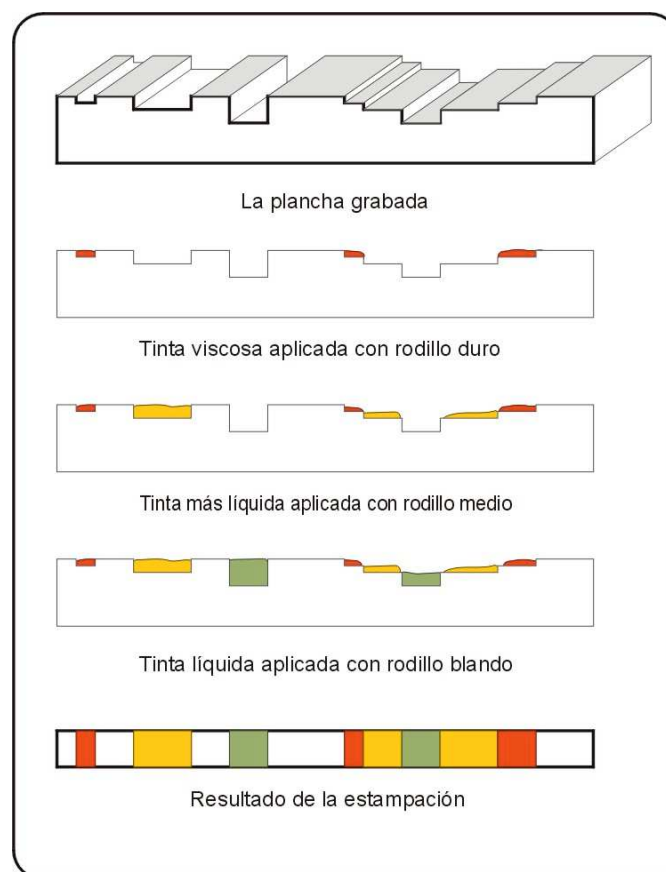 La plancha grabada
Tinta viscosa aplicada con rodillo duro
Tinta más líquida aplicada con rodillo medio
Tinta líquida aplicada con rodillo blando
Resultado de la estampación